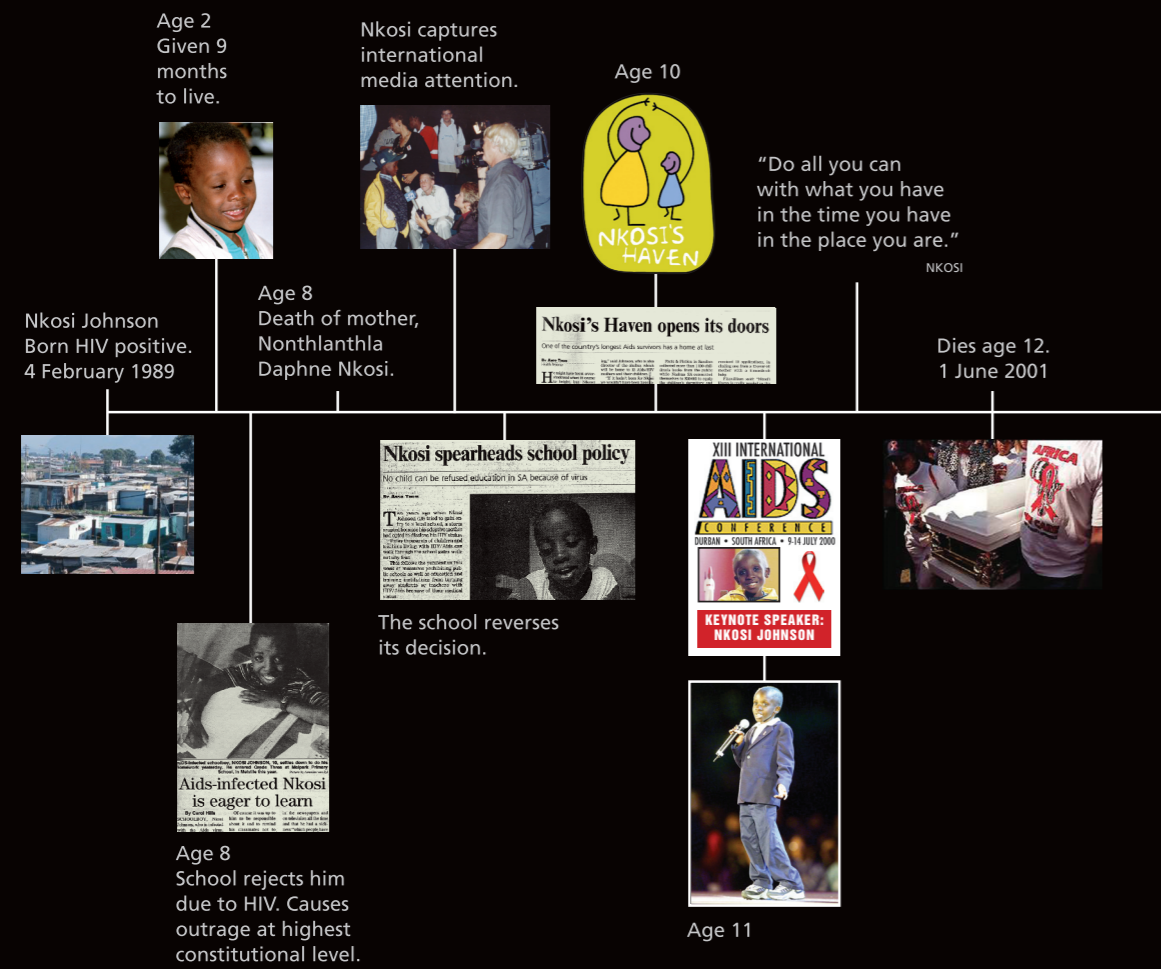 Age 2
Given 9
months
to live.
Nkosi captures
international
media attention.
Age 10
NKOSI'S
HAVEN
“Do all you can
with what you have
in the time you have
in the place you are.”
NKOSI
Nkosi Johnson
Born HIV positive.
4 February 1989
Age 8
Death of mother,
Nonthlanthla
Daphne Nkosi.
Nkosi's Haven opens its doors
One of the country's longest Aids survivors has a home at last
Dies age 12.
1 June 2001
Nkosi spearheads school policy
No child can be refused education in SA because of virus
By Anso Thom
The school reverses
its decision.
XIII INTERNATIONAL
AIDS
CONFERENCE
DURBAN • SOUTH AFRICA • 9-14 JULY 2000
KEYNOTE SPEAKER:
NKOSI JOHNSON
AFRICA
Aids-infected Nkosi
is eager to learn
By Carol Hills
Age 8
School rejects him
due to HIV. Causes
outrage at highest
constitutional level.
Age 11